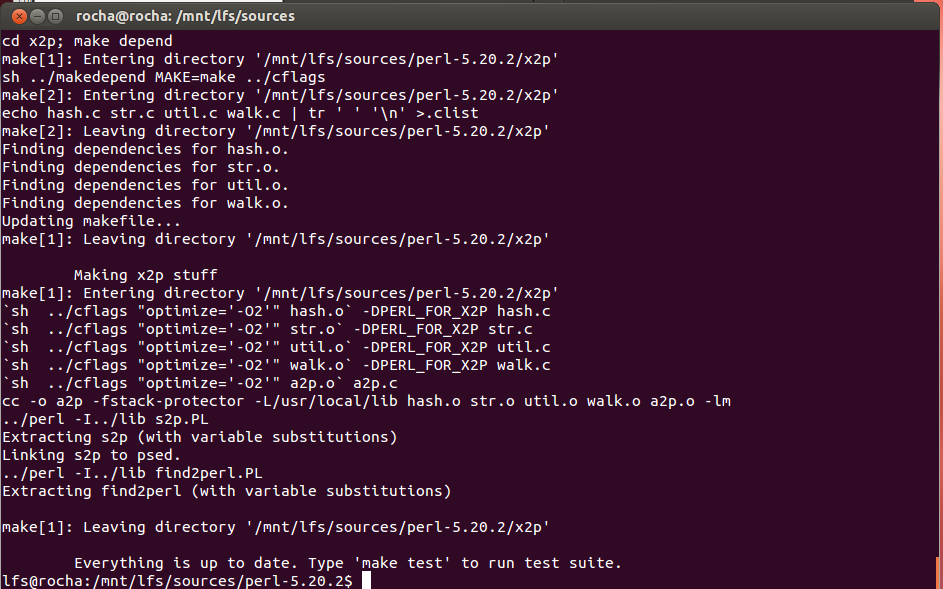 rocha@rocha: /mnt/lfs/sources
cd x2p; make depend
make[1]: Entering directory '/mnt/lfs/sources/perl-5.20.2/x2p'
sh ../makedepend MAKE=make ../cflags
make[2]: Entering directory '/mnt/lfs/sources/perl-5.20.2/x2p'
echo hash.c str.c util.c walk.c | tr ' ' '\n' >.clist
make[2]: Leaving directory '/mnt/lfs/sources/perl-5.20.2/x2p'
Finding dependencies for hash.o.
Finding dependencies for str.o.
Finding dependencies for util.o.
Finding dependencies for walk.o.
Updating makefile...
make[1]: Leaving directory '/mnt/lfs/sources/perl-5.20.2/x2p'
Making x2p stuff
make[1]: Entering directory '/mnt/lfs/sources/perl-5.20.2/x2p'
`sh  ../cflags "optimize='-O2'" hash.o` -DPERL_FOR_X2P hash.c
`sh  ../cflags "optimize='-O2'" str.o` -DPERL_FOR_X2P str.c
`sh  ../cflags "optimize='-O2'" util.o` -DPERL_FOR_X2P util.c
`sh  ../cflags "optimize='-O2'" walk.o` -DPERL_FOR_X2P walk.c
`sh  ../cflags "optimize='-O2'" a2p.o` a2p.c
cc -o a2p -fstack-protector -L/usr/local/lib hash.o str.o util.o walk.o a2p.o -lm
../perl -I../lib s2p.PL
Extracting s2p (with variable substitutions)
Linking s2p to psed.
../perl -I../lib find2perl.PL
Extracting find2perl (with variable substitutions)
make[1]: Leaving directory '/mnt/lfs/sources/perl-5.20.2/x2p'
Everything is up to date. Type 'make test' to run test suite.
lfs@rocha:/mnt/lfs/sources/perl-5.20.2$